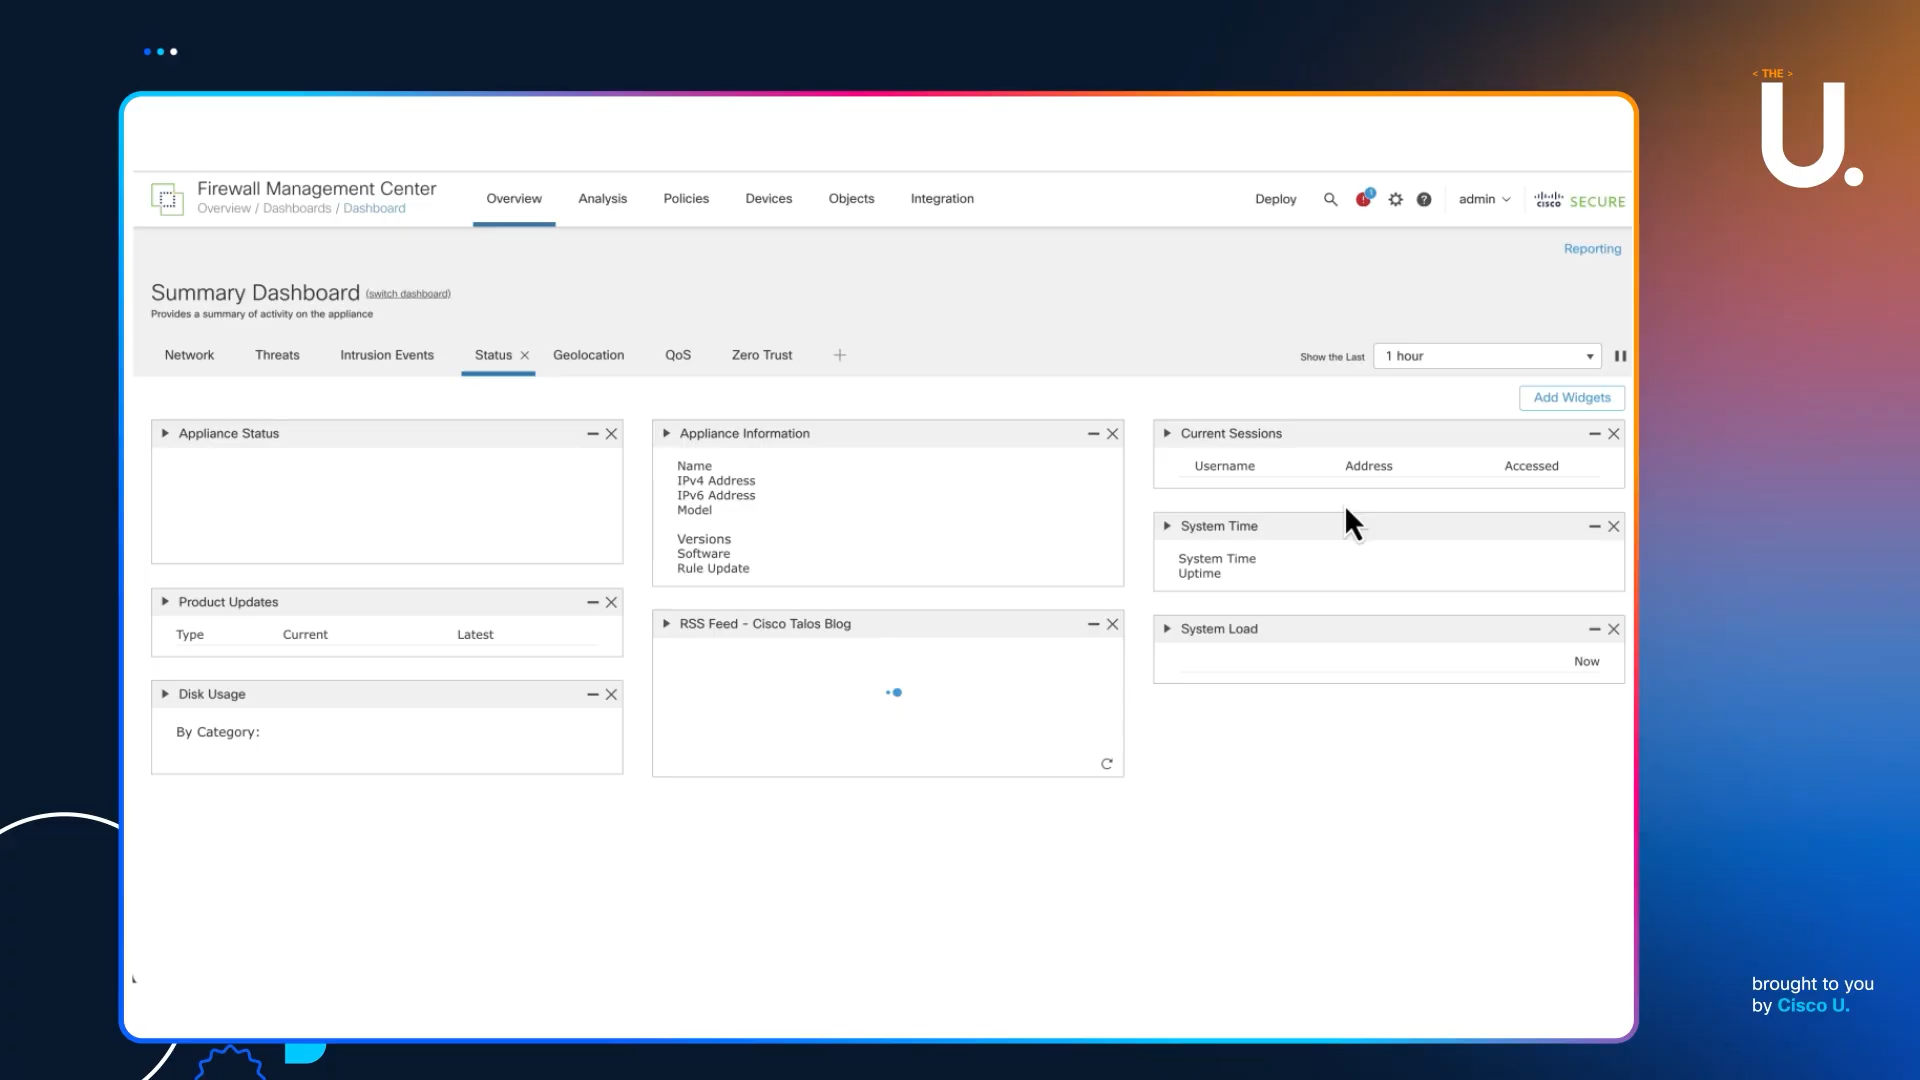 < THE >
U.
Firewall Management Center
Overview / Dashboards / Dashboard
Overview
Analysis
Policies
Devices
Objects
Integration
Deploy
1
admin
cisco SECURE
Reporting
Summary Dashboard (switch dashboard)
Provides a summary of activity on the appliance
Network
Threats
Intrusion Events
Status
Geolocation
QoS
Zero Trust
Show the Last
1 hour
Add Widgets
Appliance Status
Product Updates
Type Current Latest
Disk Usage
By Category:
Appliance Information
Name
IPv4 Address
IPv6 Address
Model
Versions
Software
Rule Update
RSS Feed - Cisco Talos Blog
Current Sessions
Username Address Accessed
System Time
System Time
Uptime
System Load
Now
brought to you
by Cisco U.